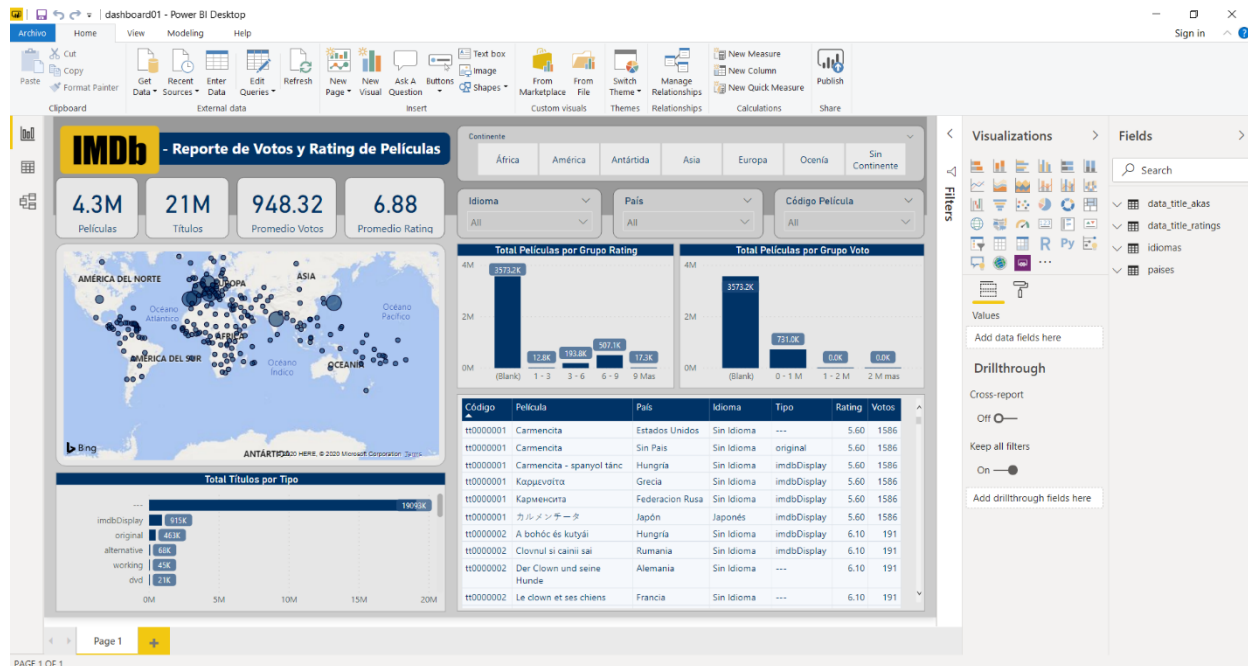 dashboard01 - Power BI Desktop
Sign in
Archivo Home View Modeling Help
Paste
Cut
Copy
Format Painter
Clipboard
Get Data
Recent Sources
Enter Data
Edit Queries
Refresh
External data
New Page
New Visual
Ask A Question
Buttons
Text box
Image
Shapes
Insert
From Marketplace
From File
Custom visuals
Switch Theme
Themes
Manage Relationships
Relationships
New Measure
New Column
New Quick Measure
Calculations
Publish
Share
IMDb - Reporte de Votos y Rating de Películas
4.3M
Películas
21M
Títulos
948.32
Promedio Votos
6.88
Promedio Rating
Continente
África América Antártida Asia Europa Ocenía Sin Continente
Idioma
All
País
All
Código Película
All
AMÉRICA DEL NORTE
ASIA
Océano Atlántico
Océano Pacífico
AMÉRICA DEL SUR
Océano Índico
OCEANÍA
ANTÁRTIDA
Bing
© 2020 HERE, © 2020 Microsoft Corporation Terms
Total Películas por Grupo Rating
4M
2M
0M
3573.2K 12.8K 193.8K 507.1K 17.3K
(Blank) 1 - 3 3 - 6 6 - 9 9 Mas
Total Películas por Grupo Voto
4M
2M
0M
3573.2K 731.0K 0.0K 0.0K
(Blank) 0 - 1 M 1 - 2 M 2 M mas
Total Títulos por Tipo
--- 19093K
imdbDisplay 915K
original 463K
alternative 68K
working 45K
dvd 21K
0M 5M 10M 15M 20M
Código Película País Idioma Tipo Rating Votos
tt0000001 Carmencita Estados Unidos Sin Idioma --- 5.60 1586
tt0000001 Carmencita Sin Pais Sin Idioma original 5.60 1586
tt0000001 Carmencita - spanyol tánc Hungría Sin Idioma imdbDisplay 5.60 1586
tt0000001 Καρμενσίτα Grecia Sin Idioma imdbDisplay 5.60 1586
tt0000001 Карменсита Federacion Rusa Sin Idioma imdbDisplay 5.60 1586
tt0000001 カルメンチータ Japón Japonés imdbDisplay 5.60 1586
tt0000002 A bohóc és kutyái Hungría Sin Idioma imdbDisplay 6.10 191
tt0000002 Clovnul si cainii sai Rumania Sin Idioma imdbDisplay 6.10 191
tt0000002 Der Clown und seine Hunde Alemania Sin Idioma --- 6.10 191
tt0000002 Le clown et ses chiens Francia Sin Idioma imdbDisplay 6.10 191
Filters
Visualizations
R Py
Values
Add data fields here
Drillthrough
Cross-report
Off
Keep all filters
On
Add drillthrough fields here
Fields
Search
data_title_akas
data_title_ratings
idiomas
paises
Page 1
PAGE 1 OF 1